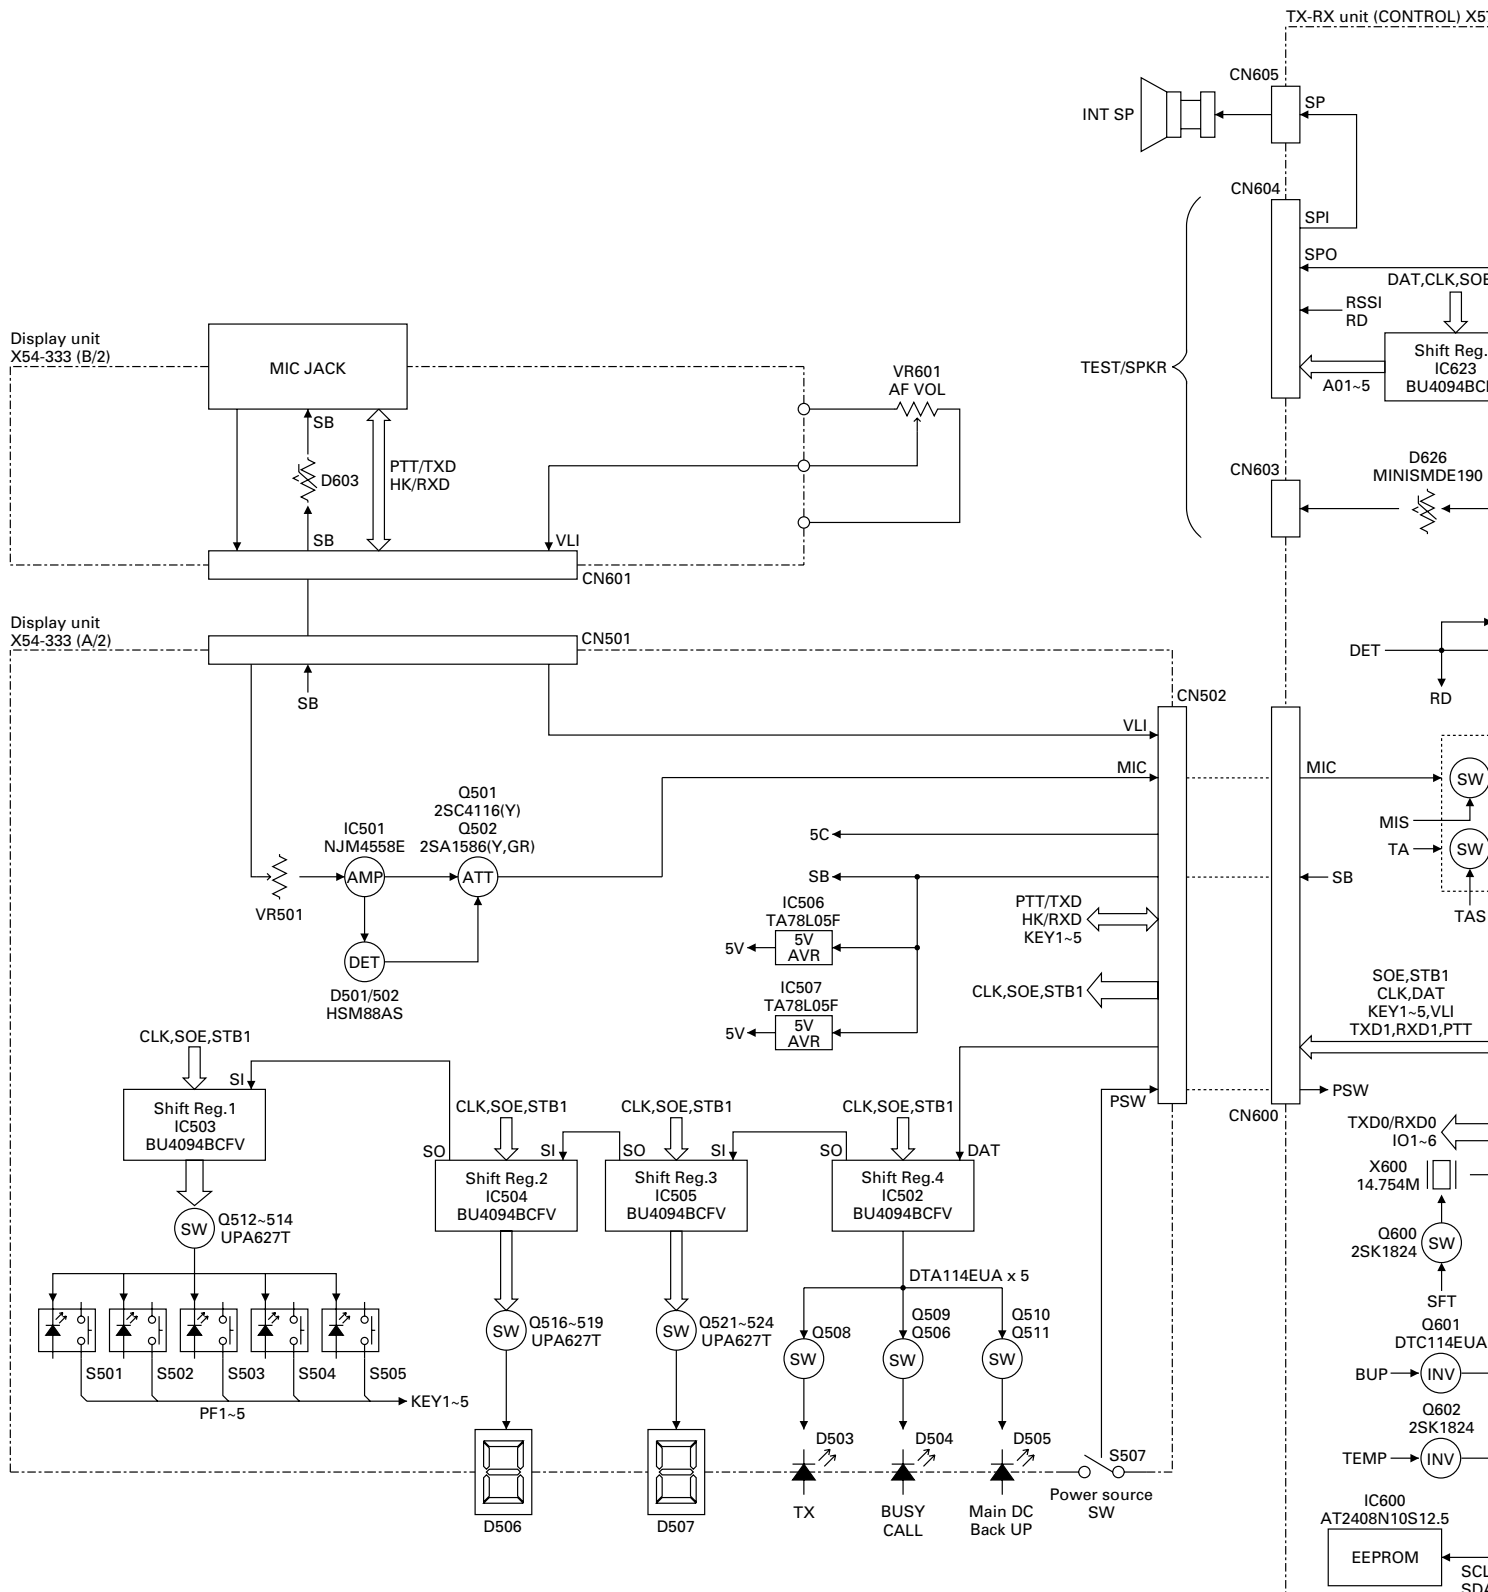 TX-RX unit (CONTROL)
CN605
SP
INT SP
CN604
SPI
SPO
DAT,CLK,SOE
RSSI
RD
Shift Reg.
IC623
A01~5
TEST/SPKR
CN603
D626
MINISMDE190
Display unit
X54-333 (B/2)
MIC JACK
VR601
AF VOL
SB
D603
PTT/TXD
HK/RXD
SB
VLI
CN601
Display unit
X54-333 (A/2)
CN501
SB
DET
RD
CN502
VLI
MIC
MIC
SW
MIS
TA
SW
TAS
Q501
2SC4116(Y)
Q502
2SA1586(Y,GR)
IC501
NJM4558E
AMP
ATT
VR501
DET
D501/502
HSM88AS
5C
SB
SB
IC506
TA78L05F
5V
5V
AVR
IC507
TA78L05F
5V
5V
AVR
PTT/TXD
HK/RXD
KEY1~5
CLK,SOE,STB1
SOE,STB1
CLK,DAT
KEY1~5,VLI
TXD1,RXD1,PTT
PSW
PSW
CN600
CLK,SOE,STB1
SI
Shift Reg.1
IC503
BU4094BCFV
CLK,SOE,STB1
SO
SI
Shift Reg.2
IC504
BU4094BCFV
CLK,SOE,STB1
SO
SI
Shift Reg.3
IC505
BU4094BCFV
CLK,SOE,STB1
SO
DAT
Shift Reg.4
IC502
BU4094BCFV
TXD0/RXD0
IO1~6
X600
14.754M
Q600
2SK1824
SW
SFT
Q601
DTC114EUA
BUP
INV
Q602
2SK1824
TEMP
INV
IC600
AT2408N10S12.5
EEPROM
SW
Q512~514
UPA627T
S501
S502
S503
S504
S505
KEY1~5
PF1~5
SW
Q516~519
UPA627T
SW
Q521~524
UPA627T
DTA114EUA x 5
Q508
SW
Q509
Q506
SW
Q510
Q511
SW
D503
D504
D505
S507
D506
D507
TX
BUSY
CALL
Main DC
Back UP
Power source
SW